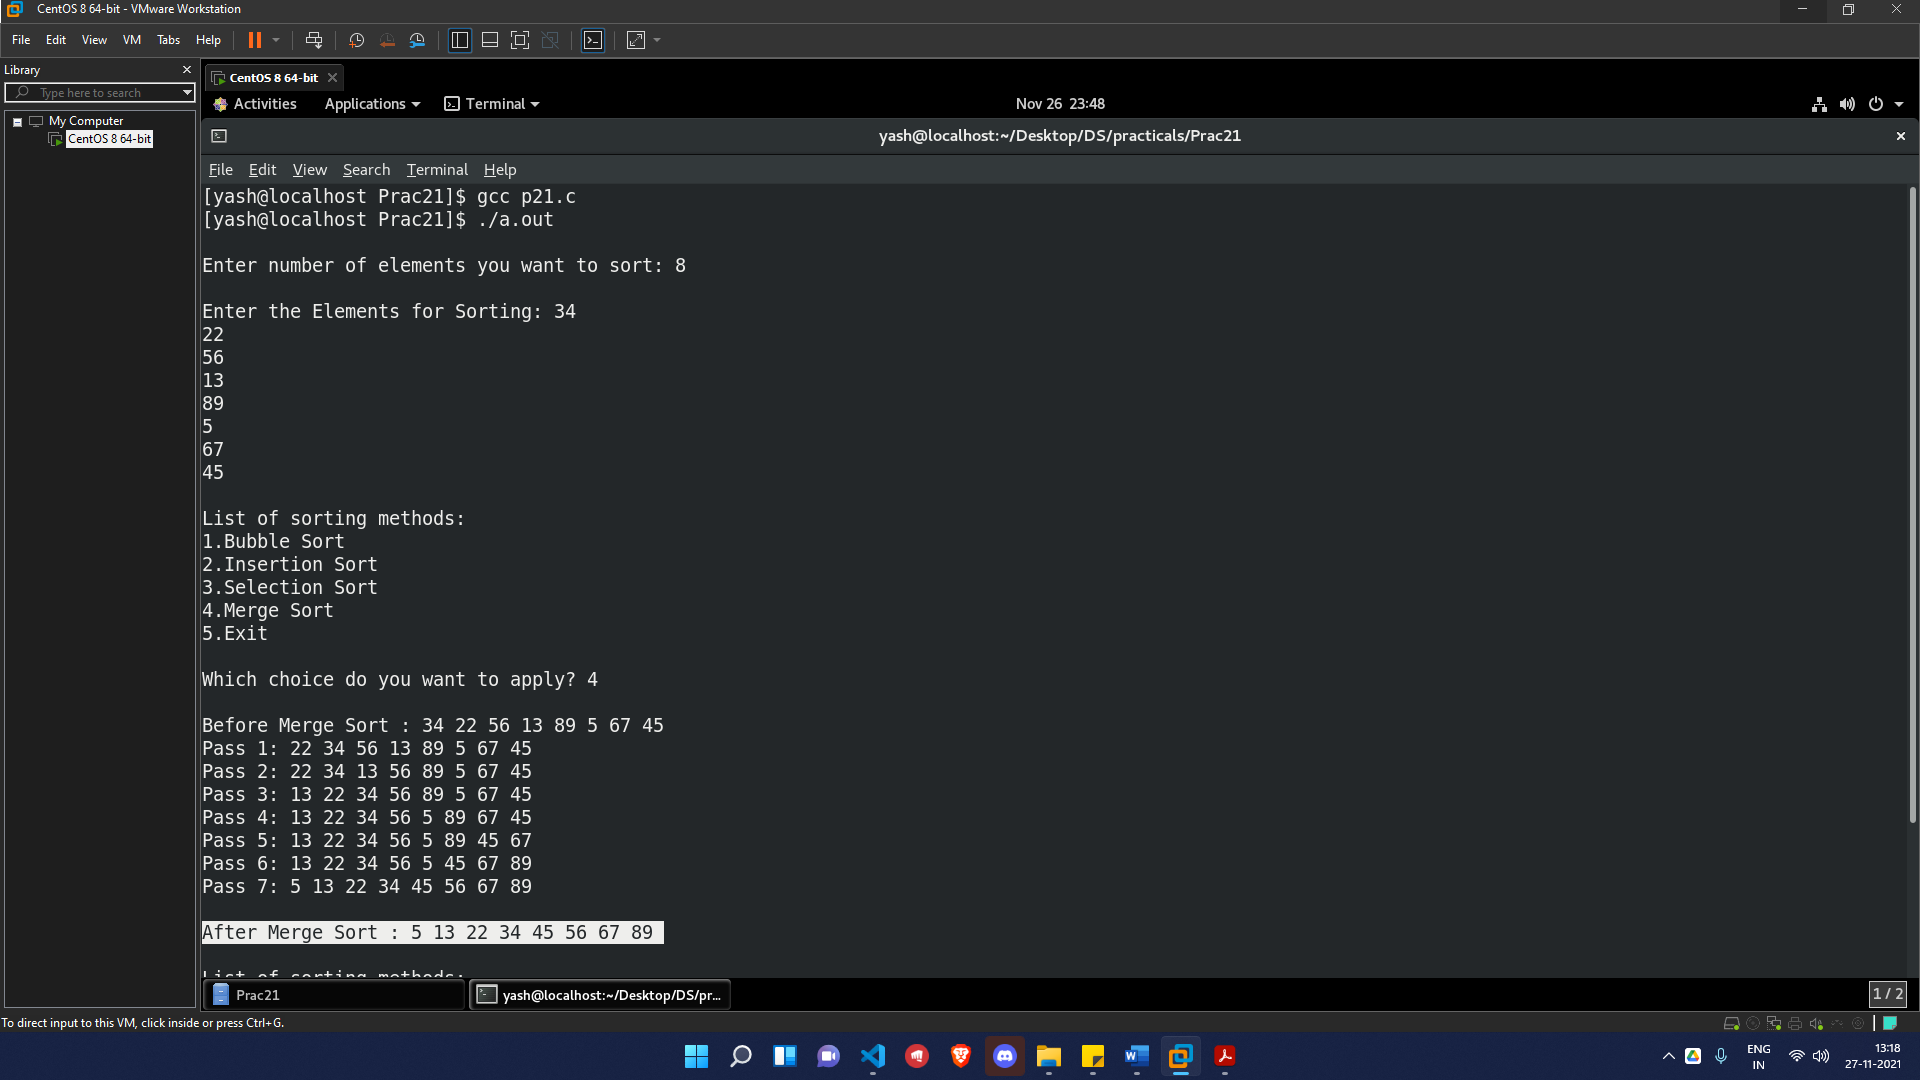 CentOS 8 64-bit - VMware Workstation
File Edit View VM Tabs Help
Library
Type here to search
My Computer
CentOS 8 64-bit
CentOS 8 64-bit
Activities Applications Terminal Nov 26 23:48
yash@localhost:~/Desktop/DS/practicals/Prac21
File Edit View Search Terminal Help
[yash@localhost Prac21]$ gcc p21.c
[yash@localhost Prac21]$ ./a.out
Enter number of elements you want to sort: 8
Enter the Elements for Sorting: 34
22
56
13
89
5
67
45
List of sorting methods:
1.Bubble Sort
2.Insertion Sort
3.Selection Sort
4.Merge Sort
5.Exit
Which choice do you want to apply? 4
Before Merge Sort : 34 22 56 13 89 5 67 45
Pass 1: 22 34 56 13 89 5 67 45
Pass 2: 22 34 13 56 89 5 67 45
Pass 3: 13 22 34 56 89 5 67 45
Pass 4: 13 22 34 56 5 89 67 45
Pass 5: 13 22 34 56 5 89 45 67
Pass 6: 13 22 34 56 5 45 67 89
Pass 7: 5 13 22 34 45 56 67 89
After Merge Sort : 5 13 22 34 45 56 67 89
List of sorting methods:
Prac21 yash@localhost:~/Desktop/DS/pr... 1 / 2
To direct input to this VM, click inside or press Ctrl+G.
ENG
IN
13:18
27-11-2021